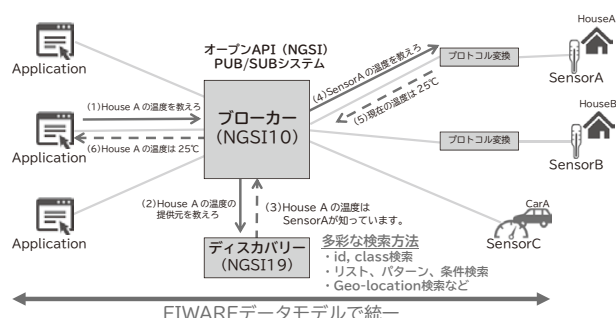 HouseA
オープンAPI（NGSI）
PUB/SUBシステム
プロトコル変換
Application
SensorA
(4)SensorAの温度を教えろ
(5)現在の温度は 25℃
(1)House A の温度を教えろ
ブローカー
(NGSI10)
HouseB
プロトコル変換
Application
(6)House A の温度は 25℃
SensorB
(2)House A の温度の
提供元を教えろ
(3)House A の温度は
SensorAが知っています。
CarA
Application
SensorC
ディスカバリー
(NGSI19)
多彩な検索方法
・id, class検索
・リスト、パターン、条件検索
・Geo-location検索など
FIWAREデータモデルで統一